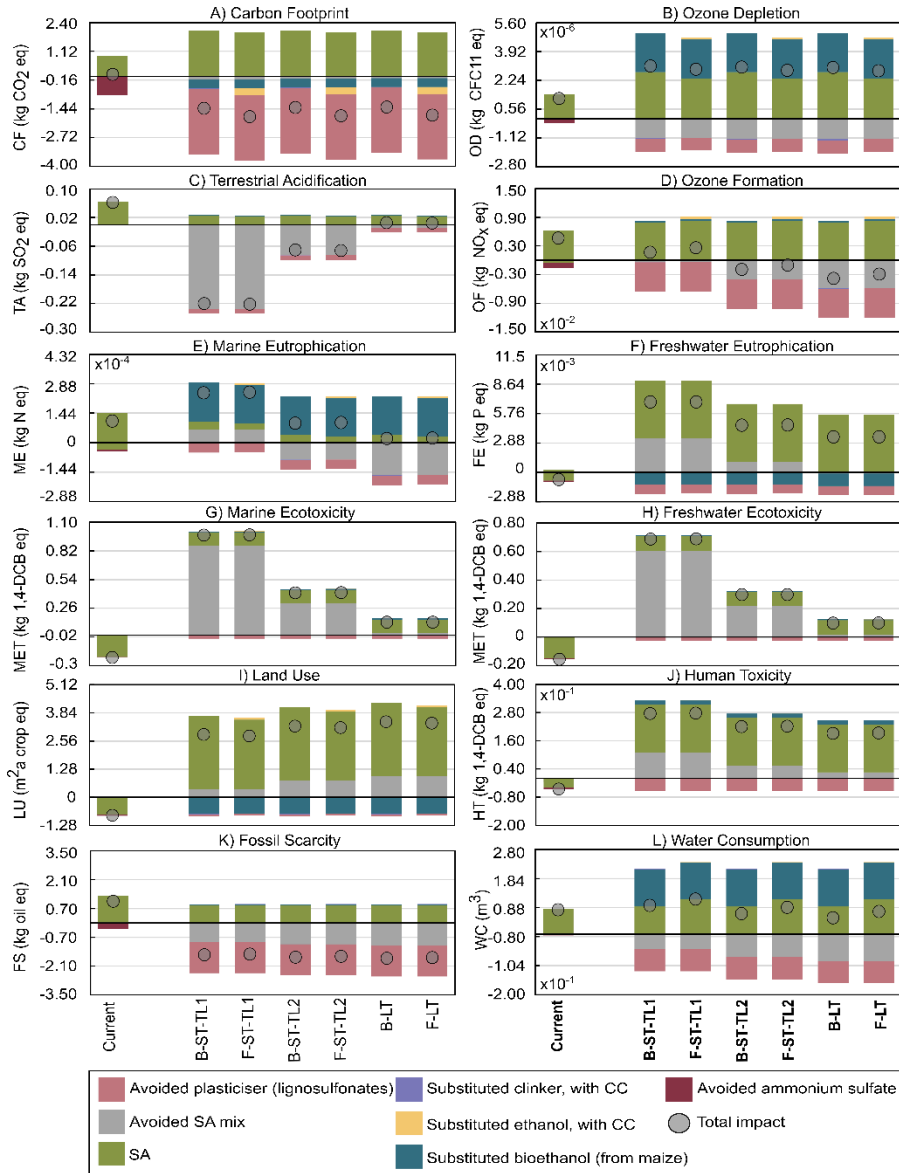 A) Carbon Footprint
2.40
1.12
-0.16
-1.44
-2.72
-4.00
CF (kg CO2 eq)
B) Ozone Depletion
x10-6
5.60
3.92
2.24
0.56
-1.12
-2.80
OD (kg CFC11 eq)
C) Terrestrial Acidification
0.10
0.02
-0.06
-0.14
-0.22
-0.30
TA (kg SO2 eq)
D) Ozone Formation
1.50
0.90
0.30
-0.30
-0.90
-1.50
x10-2
OF (kg NOx eq)
E) Marine Eutrophication
x10-4
4.32
2.88
1.44
0
-1.44
-2.88
ME (kg N eq)
F) Freshwater Eutrophication
x10-3
11.5
8.64
5.76
2.88
0
-2.88
FE (kg P eq)
G) Marine Ecotoxicity
1.10
0.82
0.54
0.26
-0.02
-0.3
MET (kg 1,4-DCB eq)
H) Freshwater Ecotoxicity
0.80
0.60
0.40
0.20
0
-0.20
MET (kg 1,4-DCB eq)
I) Land Use
5.12
3.84
2.56
1.28
0
-1.28
LU (m2a crop eq)
J) Human Toxicity
x10-1
4.00
2.80
1.60
0.40
-0.80
-2.00
HT (kg 1,4-DCB eq)
K) Fossil Scarcity
3.50
2.10
0.70
-0.70
-2.10
-3.50
FS (kg oil eq)
L) Water Consumption
2.80
1.84
0.88
-0.80
-1.04
-2.00
x10-1
WC (m3)
Current
B-ST-TL1
F-ST-TL1
B-ST-TL2
F-ST-TL2
B-LT
F-LT
Current
B-ST-TL1
F-ST-TL1
B-ST-TL2
F-ST-TL2
B-LT
F-LT
Avoided plasticiser (lignosulfonates)
Substituted clinker, with CC
Avoided ammonium sulfate
Avoided SA mix
Substituted ethanol, with CC
Total impact
SA
Substituted bioethanol (from maize)